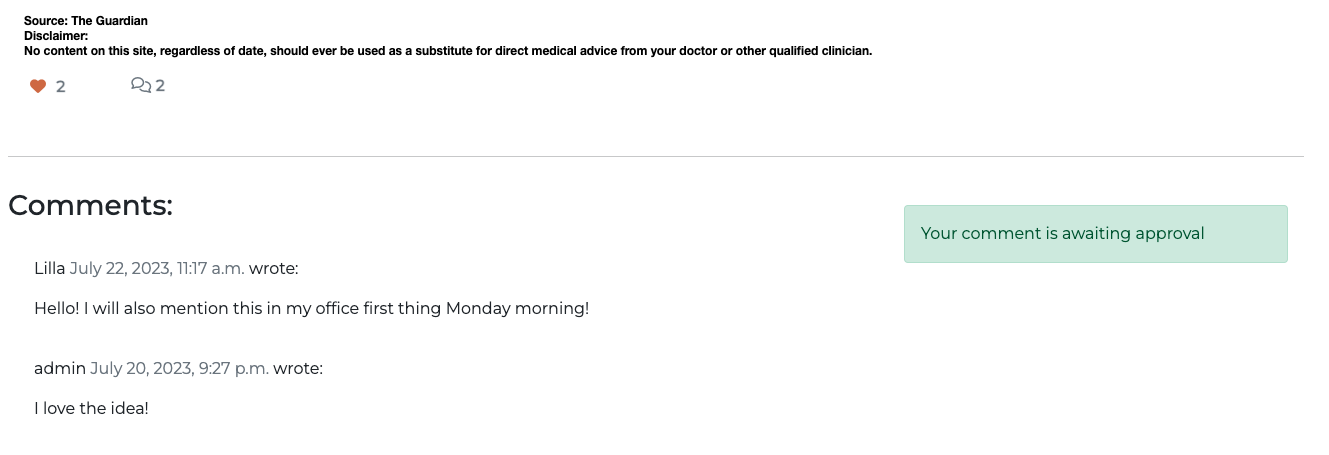 Source: The Guardian
Disclaimer:
No content on this site, regardless of date, should ever be used as a substitute for direct medical advice from your doctor or other qualified clinician.
2 2
Comments:
Your comment is awaiting approval
Lilla July 22, 2023, 11:17 a.m. wrote:
Hello! I will also mention this in my office first thing Monday morning!
admin July 20, 2023, 9:27 p.m. wrote:
I love the idea!